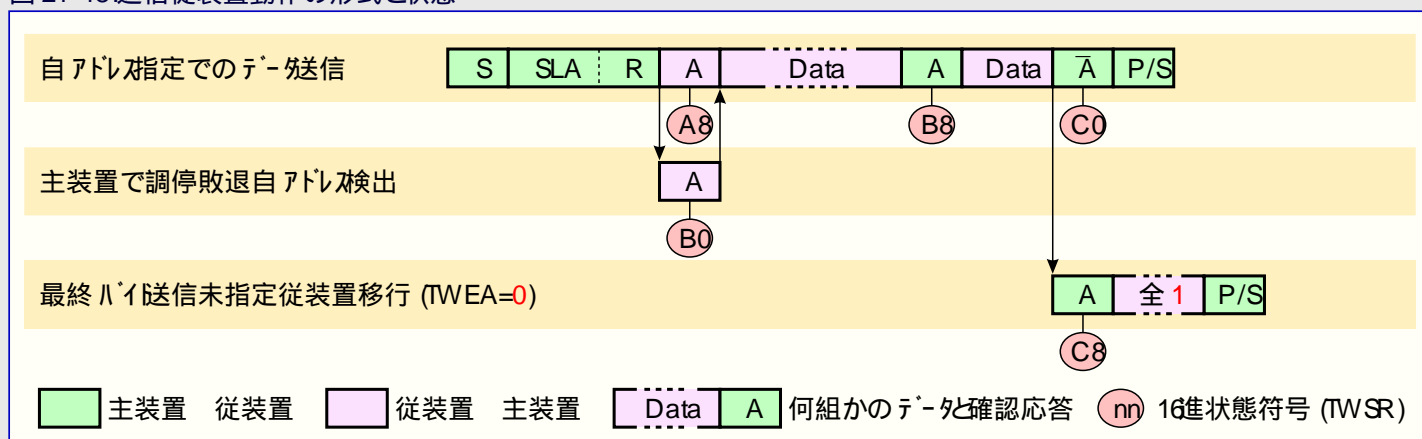 自アドレス指定でのデータ送信 S SLA R A Data A Data A̅ P/S
A8 B8 C0
主装置で調停敗退自アドレス検出 A
B0
最終バイト送信未指定従装置移行 (TWEA=0) A 全1 P/S
C8
主装置 従装置 従装置 主装置 Data A 何組かのデータと確認応答 nn 16進状態符号 (TWSR)